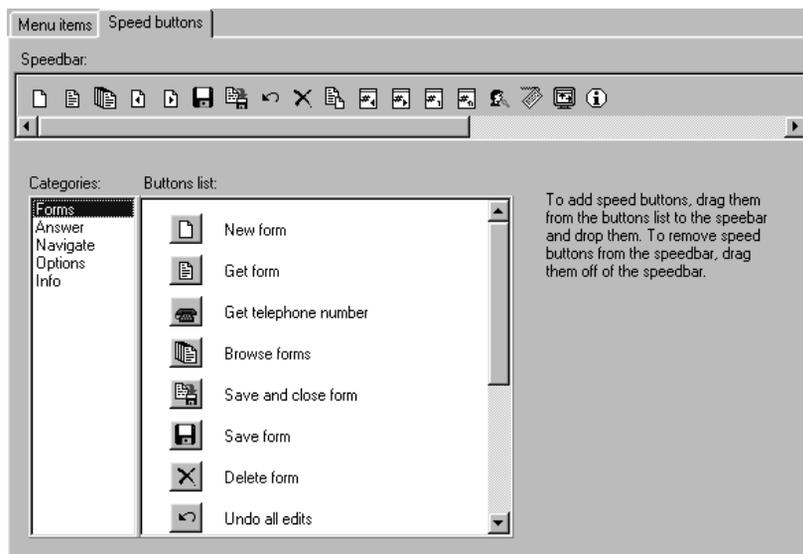 Menu items Speed buttons
Speedbar:
Categories: Buttons list:
Forms
Answer
Navigate
Options
Info
New form
Get form
Get telephone number
Browse forms
Save and close form
Save form
Delete form
Undo all edits
To add speed buttons, drag them
from the buttons list to the speebar
and drop them. To remove speed
buttons from the speedbar, drag
them off of the speedbar.